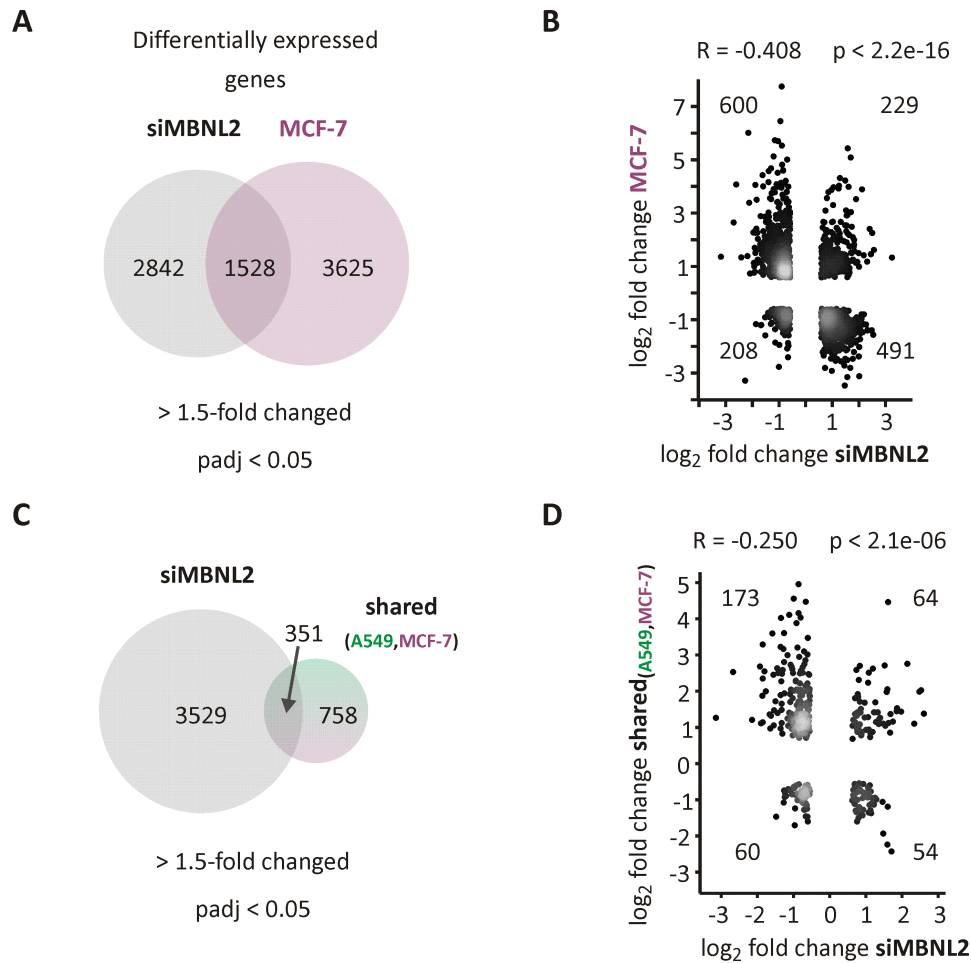 A
Differentially expressed
genes
siMBNL2 MCF-7
2842 1528 3625
> 1.5-fold changed
padj < 0.05
B
R = -0.408 p < 2.2e-16
600 229
208 491
7
5
3
1
-1
-3
log₂ fold change MCF-7
-3 -1 1 3
log₂ fold change siMBNL2
C
siMBNL2
shared
(A549,MCF-7)
351
3529 758
> 1.5-fold changed
padj < 0.05
D
R = -0.250 p < 2.1e-06
173 64
60 54
5
4
3
2
1
0
-1
-2
-3
log₂ fold change shared(A549,MCF-7)
-3 -2 -1 0 1 2 3
log₂ fold change siMBNL2